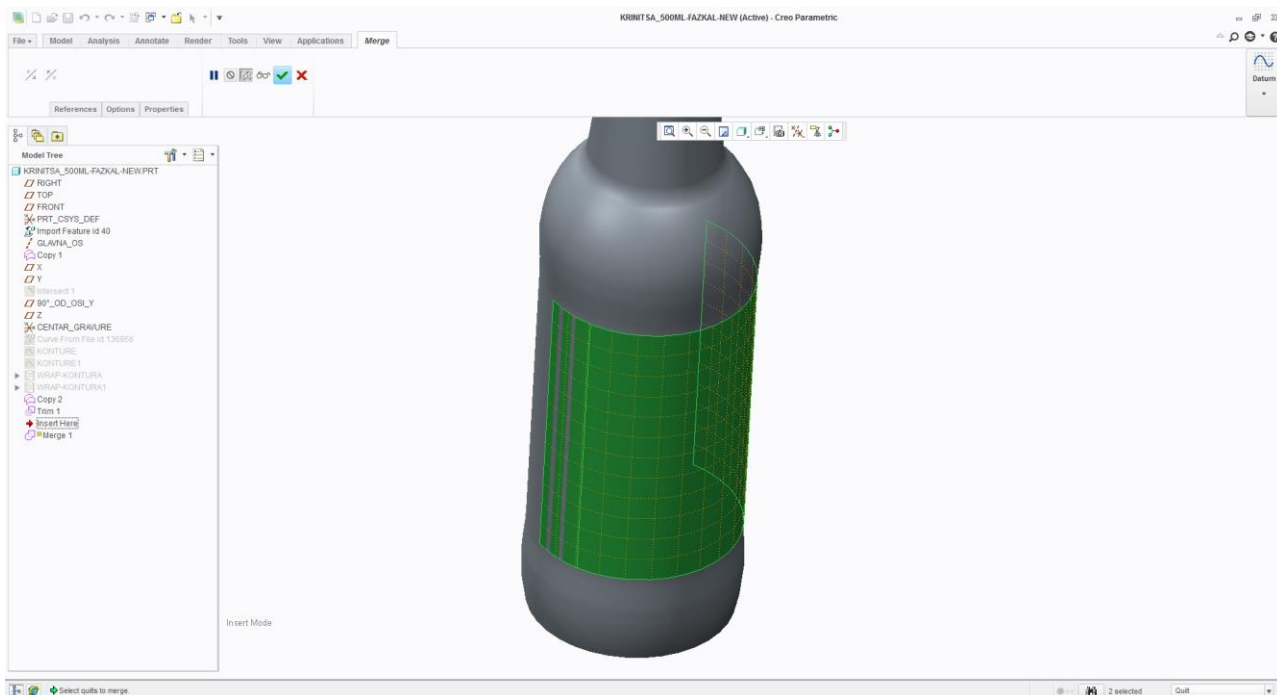 KRINITSA_500ML-FAZKAL-NEW (Active) - Creo Parametric
File Model Analysis Annotate Render Tools View Applications Merge
Datum
References Options Properties
Model Tree
KRINITSA_500ML-FAZKAL-NEW.PRT
RIGHT
TOP
FRONT
PRT_CSYS_DEF
Import Feature id 40
GLAVNA_OS
Copy 1
X
Y
Intersect 1
90°_OD_OSI_Y
Z
CENTAR_GRAVURE
Curve From File id 136866
KONTURE
KONTURE1
WRAP-KONTURA
WRAP-KONTURA1
Copy 2
Trim 1
Insert Here
Merge 1
Insert Mode
Select quilts to merge.
2 selected
Quilt